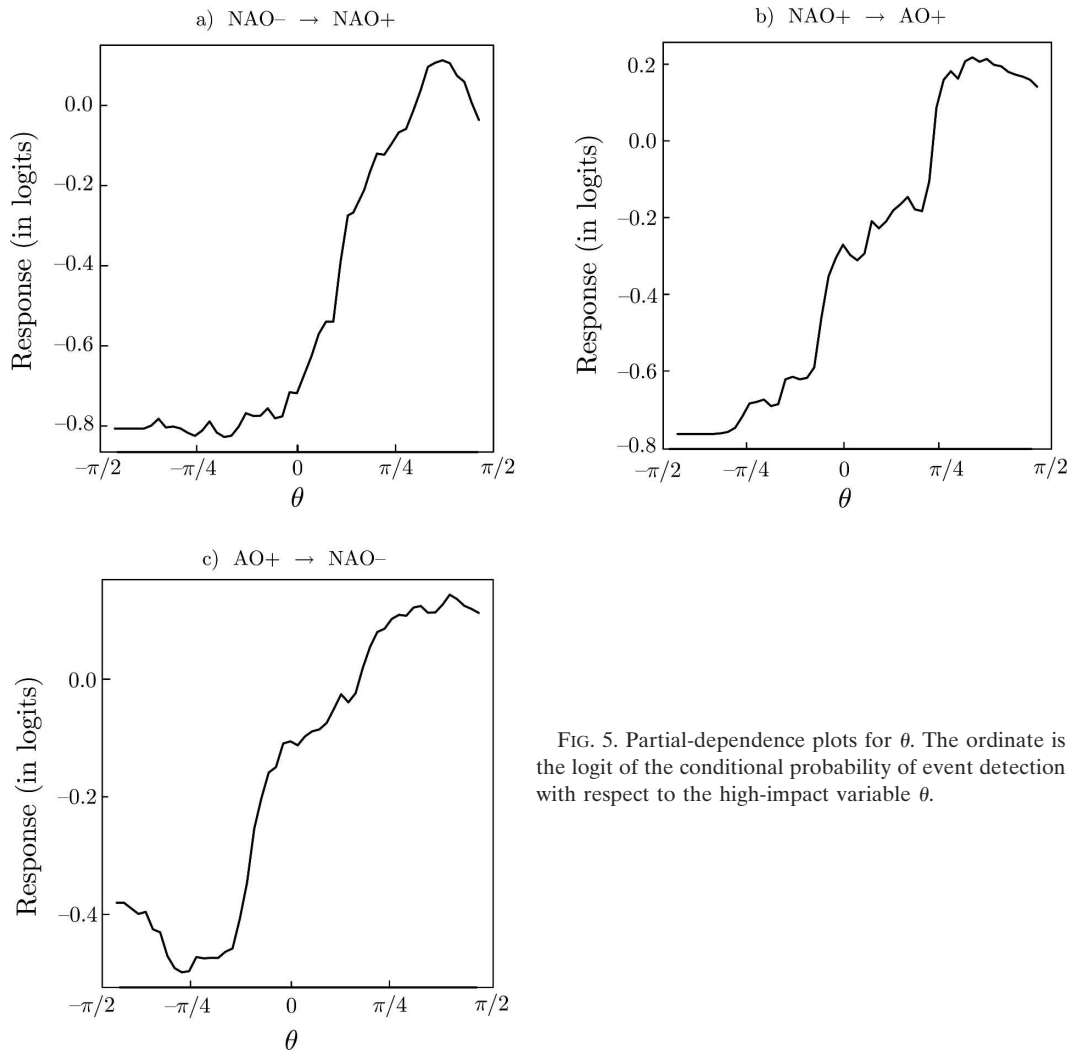 a) NAO– → NAO+
Response (in logits)
0.0
–0.2
–0.4
–0.6
–0.8
–π/2
–π/4
0
π/4
π/2
θ
b) NAO+ → AO+
Response (in logits)
0.2
0.0
–0.2
–0.4
–0.6
–0.8
–π/2
–π/4
0
π/4
π/2
θ
c) AO+ → NAO–
Response (in logits)
0.0
–0.2
–0.4
–π/2
–π/4
0
π/4
π/2
θ
FIG. 5. Partial-dependence plots for θ. The ordinate is
the logit of the conditional probability of event detection
with respect to the high-impact variable θ.